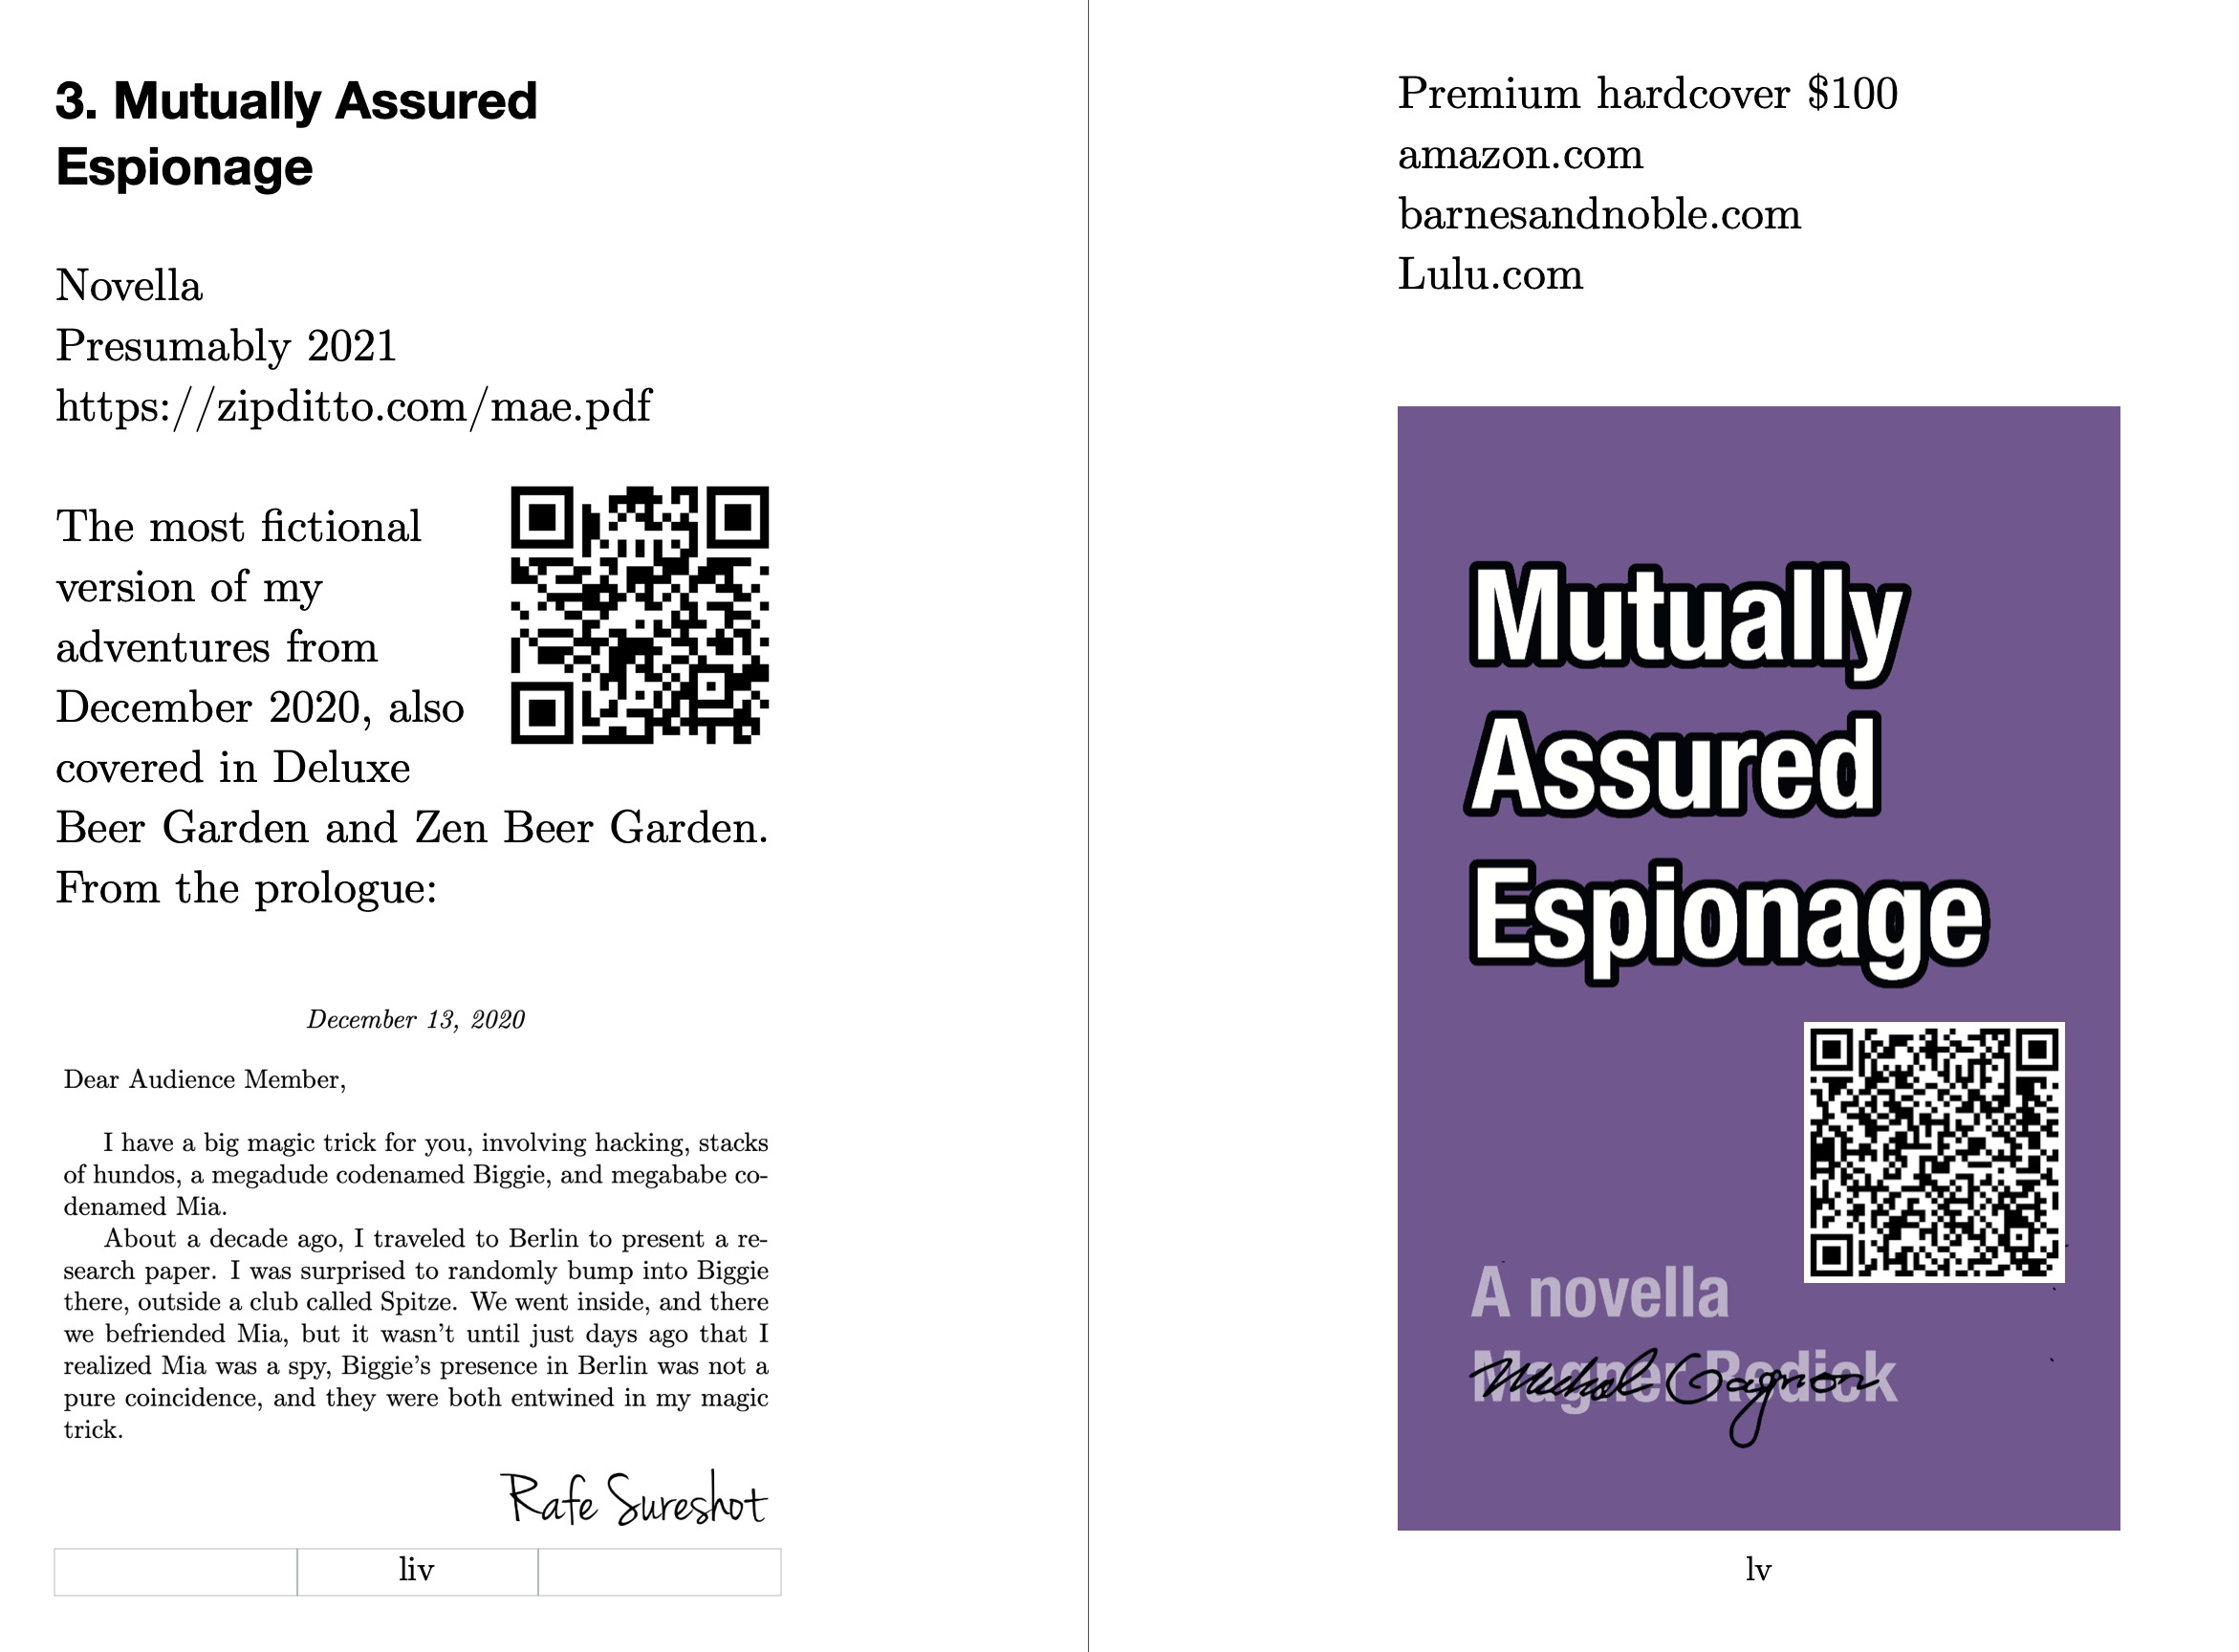 3. Mutually Assured
Espionage
Novella
Presumably 2021
https://zipditto.com/mae.pdf
The most fictional
version of my
adventures from
December 2020, also
covered in Deluxe
Beer Garden and Zen Beer Garden.
From the prologue:
December 13, 2020
Dear Audience Member,
I have a big magic trick for you, involving hacking, stacks
of hundos, a megadude codenamed Biggie, and megababe co-
denamed Mia.
About a decade ago, I traveled to Berlin to present a re-
search paper. I was surprised to randomly bump into Biggie
there, outside a club called Spitze. We went inside, and there
we befriended Mia, but it wasn't until just days ago that I
realized Mia was a spy, Biggie's presence in Berlin was not a
pure coincidence, and they were both entwined in my magic
trick.
Rafe Sureshot
liv
Premium hardcover $100
amazon.com
barnesandnoble.com
Lulu.com
Mutually
Assured
Espionage
A novella
Magner Redick
Michol Gagnon
lv